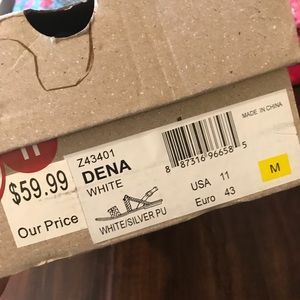 Z43401
DENA
WHITE
WHITE/SILVER PU
MADE IN CHINA
8 87316 96658 5
USA 11
Euro 43
M
$59.99
Our Price